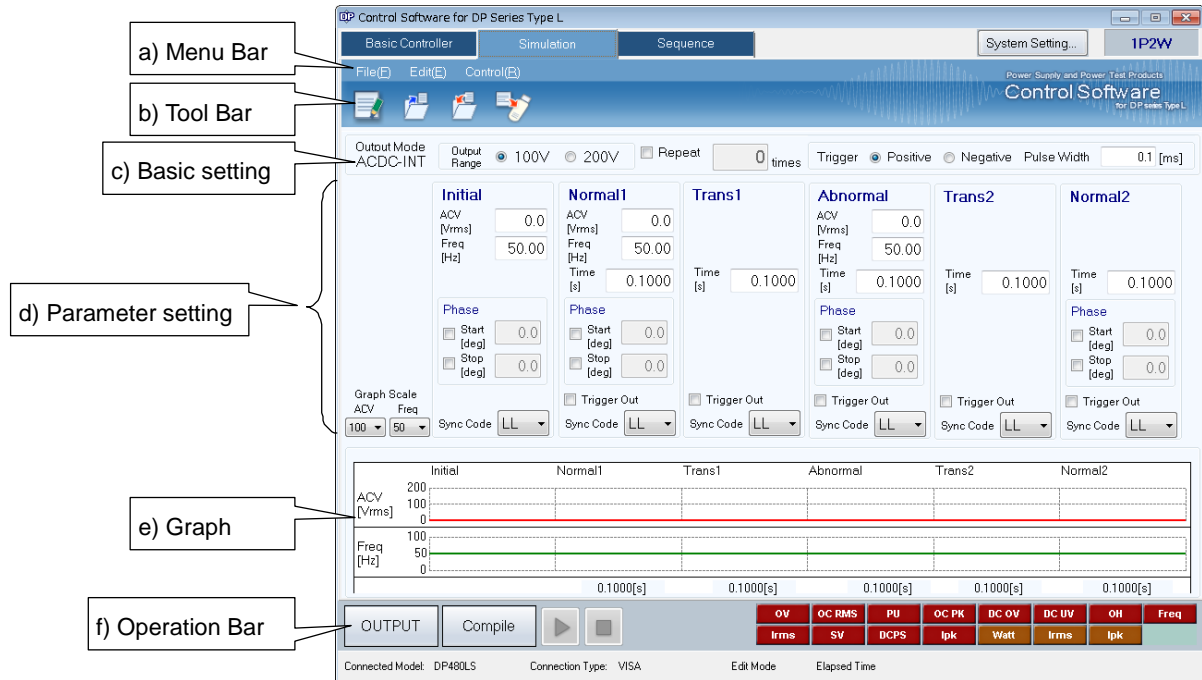 DP Control Software for DP Series Type L
a) Menu Bar
Basic Controller Simulation Sequence System Setting... 1P2W
File(F) Edit(E) Control(R)
Power Supply and Power Test Products
Control Software
for DP series Type L
b) Tool Bar
c) Basic setting
Output Mode
ACDC-INT
Output
Range
100V 200V Repeat 0 times Trigger Positive Negative Pulse Width 0.1 [ms]
d) Parameter setting
Initial Normal1 Trans1 Abnormal Trans2 Normal2
ACV
[Vrms] 0.0
ACV
[Vrms] 0.0
ACV
[Vrms] 0.0
Freq
[Hz] 50.00
Freq
[Hz] 50.00
Freq
[Hz] 50.00
Time
[s] 0.1000
Time
[s] 0.1000
Time
[s] 0.1000
Time
[s] 0.1000
Time
[s] 0.1000
Phase Phase Phase Phase
Start
[deg] 0.0
Start
[deg] 0.0
Start
[deg] 0.0
Start
[deg] 0.0
Stop
[deg] 0.0
Stop
[deg] 0.0
Stop
[deg] 0.0
Stop
[deg] 0.0
Trigger Out Trigger Out Trigger Out Trigger Out Trigger Out
Graph Scale
ACV Freq
100 50
Sync Code LL Sync Code LL Sync Code LL Sync Code LL Sync Code LL Sync Code LL
e) Graph
Initial Normal1 Trans1 Abnormal Trans2 Normal2
ACV
[Vrms]
200
100
0
Freq
[Hz]
100
50
0
0.1000[s] 0.1000[s] 0.1000[s] 0.1000[s] 0.1000[s]
f) Operation Bar
OUTPUT Compile
OV OC RMS PU OC PK DC OV DC UV OH Freq
Irms SV DCPS Ipk Watt Irms Ipk
Connected Model: DP480LS Connection Type: VISA Edit Mode Elapsed Time